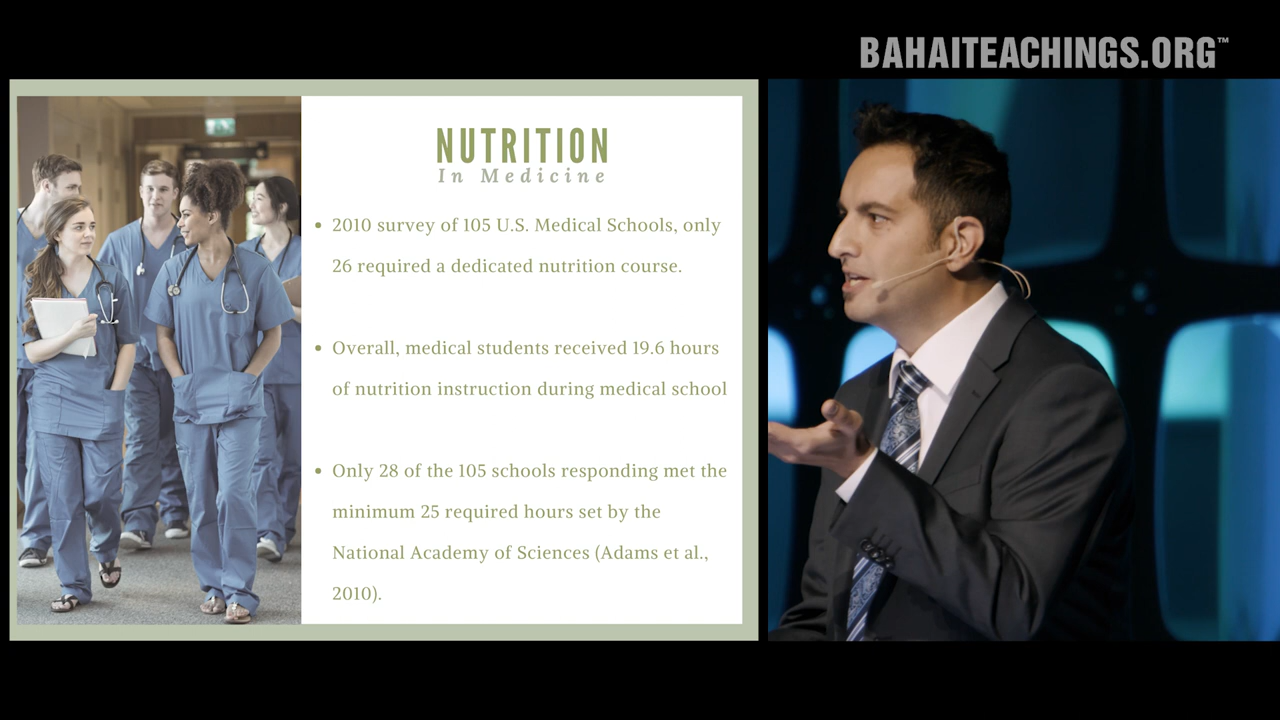 BAHAITEACHINGS.ORG™
NUTRITION
In Medicine
• 2010 survey of 105 U.S. Medical Schools, only
26 required a dedicated nutrition course.
• Overall, medical students received 19.6 hours
of nutrition instruction during medical school
• Only 28 of the 105 schools responding met the
minimum 25 required hours set by the
National Academy of Sciences (Adams et al.,
2010).